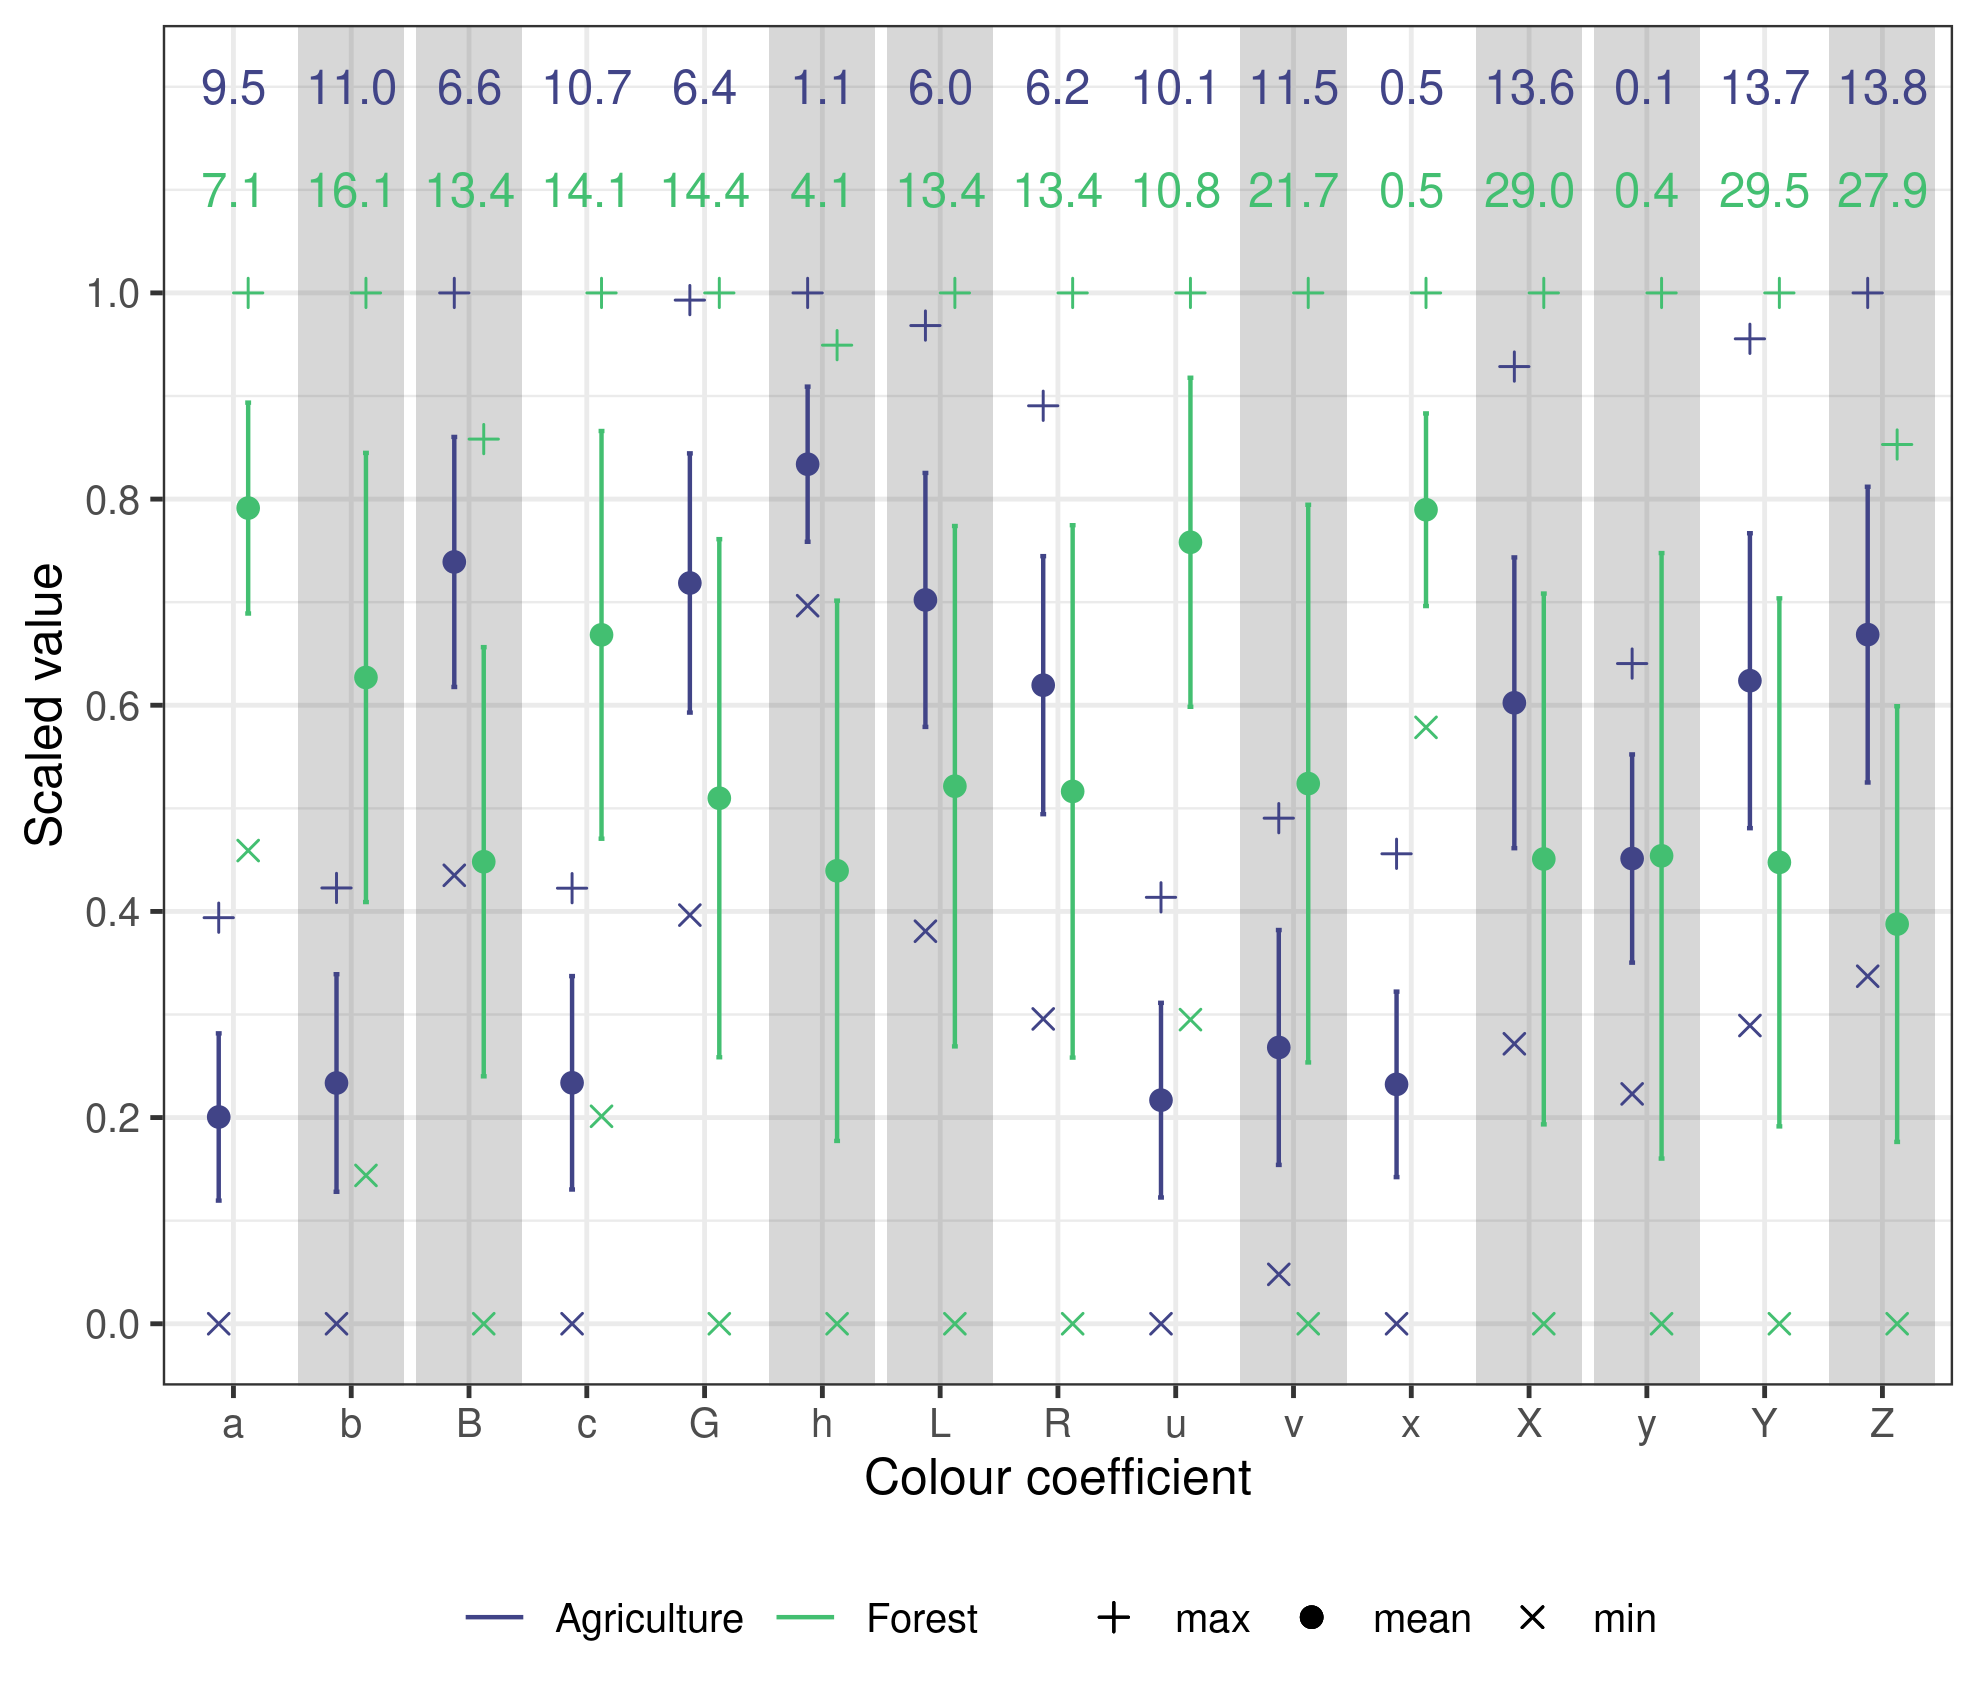 9.5 11.0 6.6 10.7 6.4 1.1 6.0 6.2 10.1 11.5 0.5 13.6 0.1 13.7 13.8
7.1 16.1 13.4 14.1 14.4 4.1 13.4 13.4 10.8 21.7 0.5 29.0 0.4 29.5 27.9
1.0
0.8
0.6
0.4
0.2
0.0
Scaled value
a b B c G h L R u v x X y Y Z
Colour coefficient
Agriculture Forest max mean min